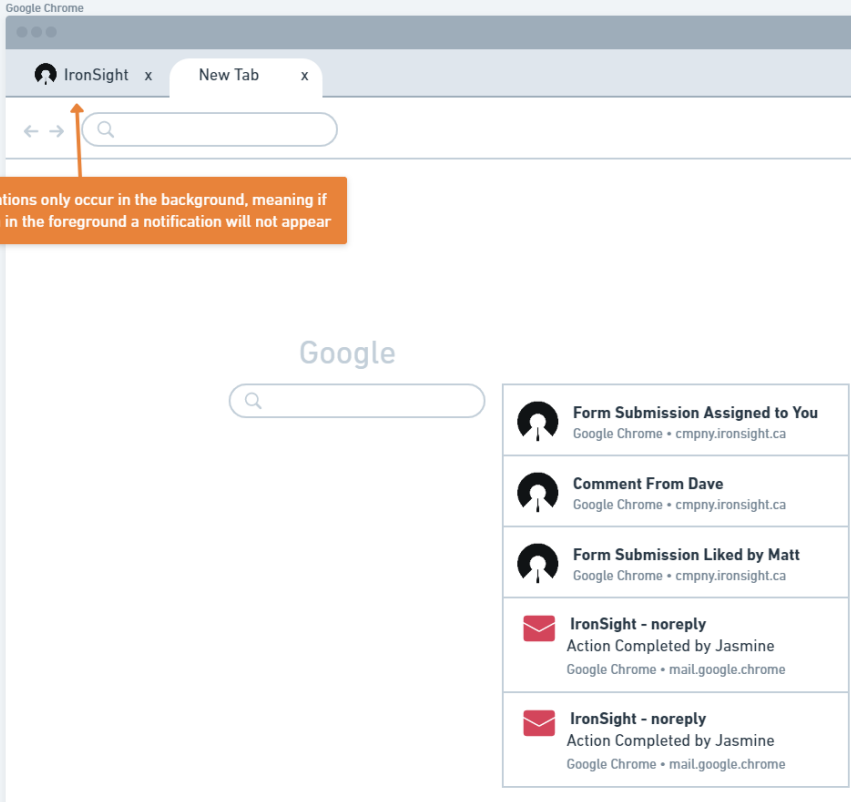 Google Chrome
IronSight x New Tab x
ations only occur in the background, meaning if
in the foreground a notification will not appear
Google
Form Submission Assigned to You
Google Chrome • cmpny.ironsight.ca
Comment From Dave
Google Chrome • cmpny.ironsight.ca
Form Submission Liked by Matt
Google Chrome • cmpny.ironsight.ca
IronSight - noreply
Action Completed by Jasmine
Google Chrome • mail.google.chrome
IronSight - noreply
Action Completed by Jasmine
Google Chrome • mail.google.chrome